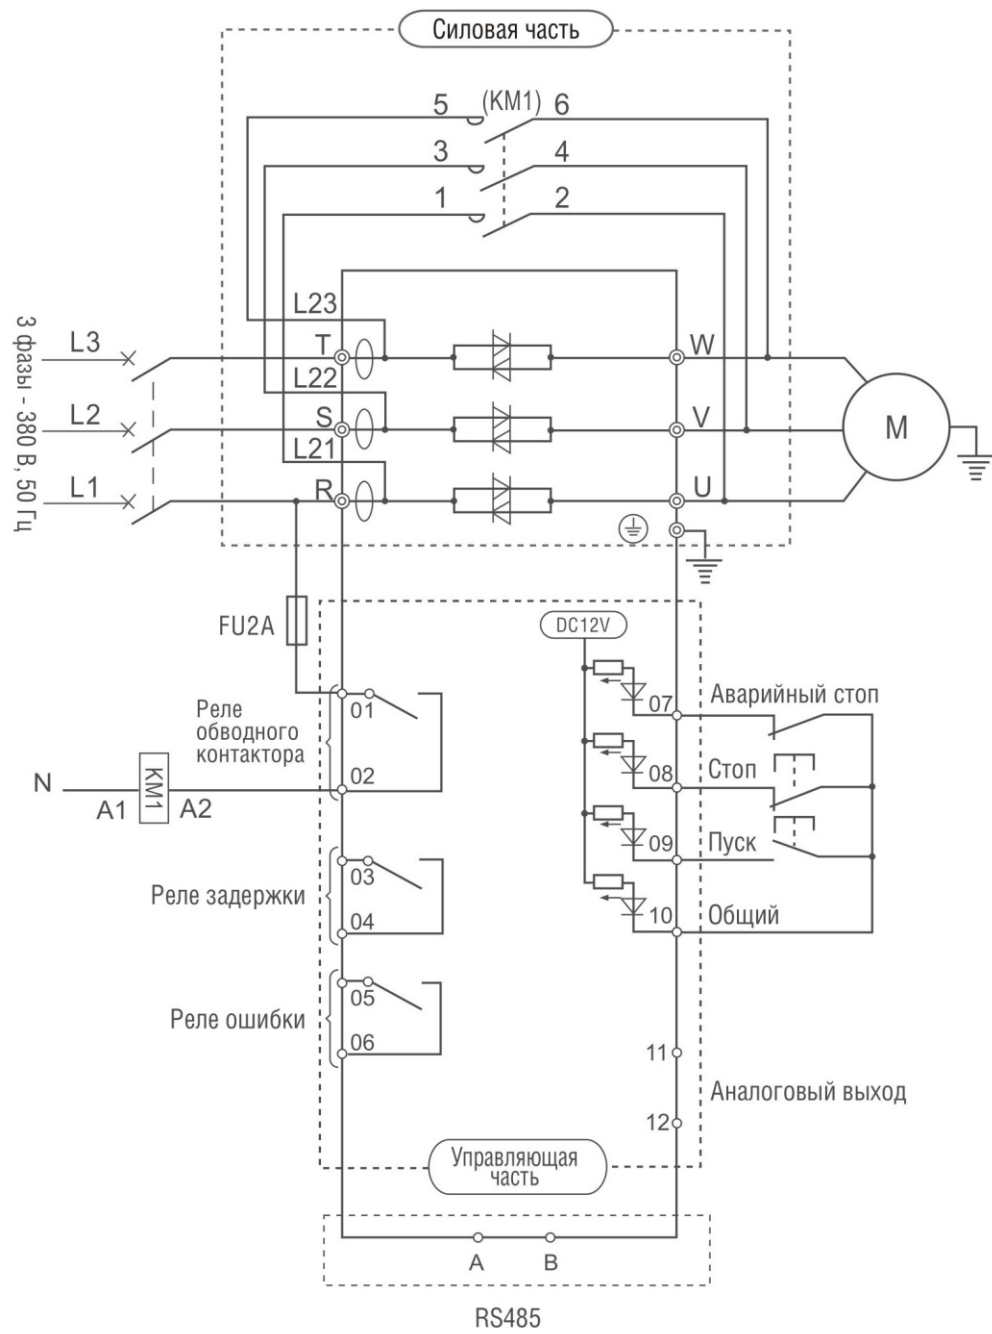 Силовая часть
5 (KM1) 6
3 4
1 2
3 фазы - 380 В, 50 Гц
L23
L3 T W
L22
L2 S V M
L21
L1 R U
FU2A
DC12V
Реле
обводного
контактора
01
02
N A1 KM1 A2
07 Аварийный стоп
08 Стоп
09 Пуск
10 Общий
Реле задержки
03
04
Реле ошибки
05
06
11
Аналоговый выход
12
Управляющая
часть
A B
RS485